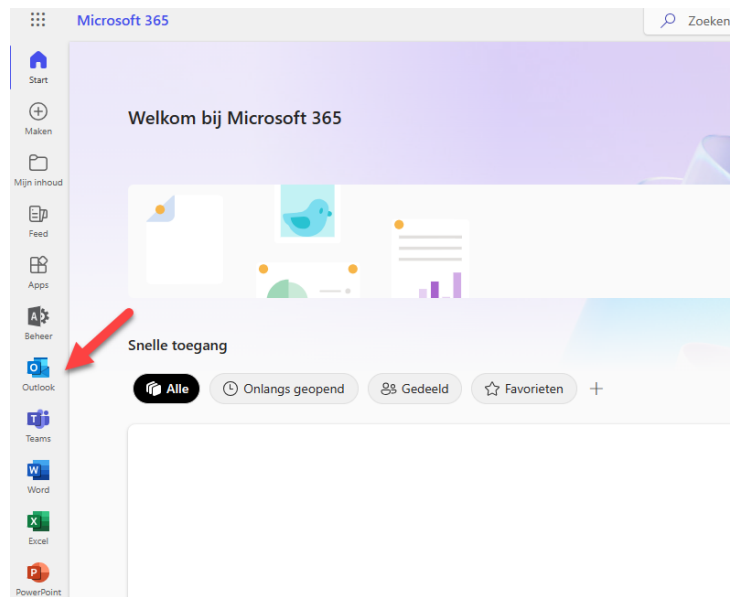 Microsoft 365
Zoeken
Start
Maken
Mijn inhoud
Feed
Apps
Beheer
Outlook
Teams
Word
Excel
PowerPoint
Welkom bij Microsoft 365
Snelle toegang
Alle
Onlangs geopend
Gedeeld
Favorieten